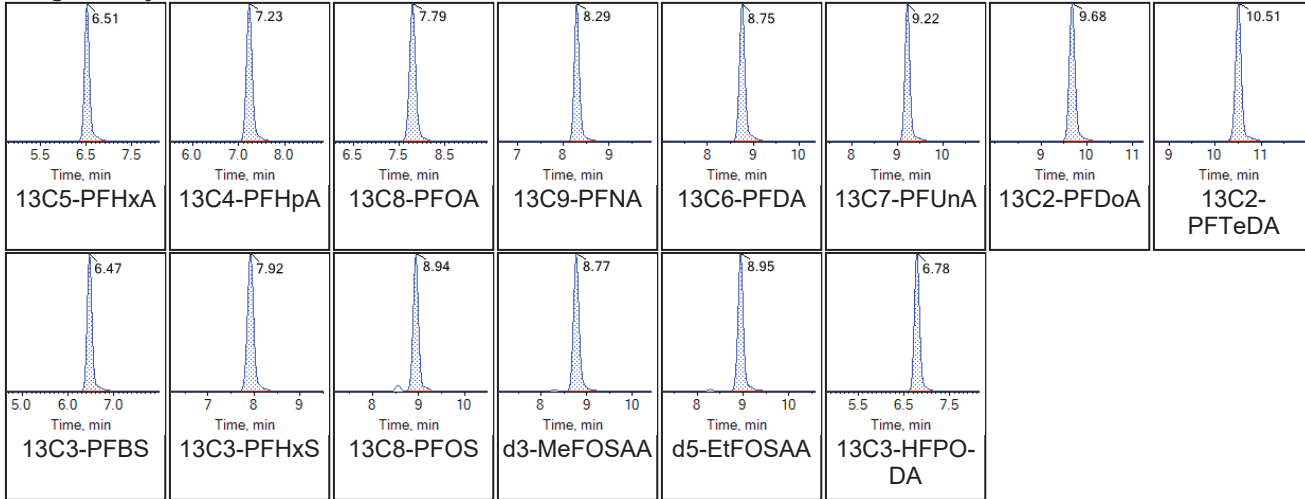 6.51 7.23 7.79 8.29 8.75 9.22 9.68 10.51
5.5 6.5 7.5 6.0 7.0 8.0 6.5 7.5 8.5 7 8 9 8 9 10 8 9 10 9 10 11 9 10 11
Time, min Time, min Time, min Time, min Time, min Time, min Time, min Time, min
13C5-PFHxA 13C4-PFHpA 13C8-PFOA 13C9-PFNA 13C6-PFDA 13C7-PFUnA 13C2-PFDoA 13C2-
PFTeDA
6.47 7.92 8.94 8.77 8.95 6.78
5.0 6.0 7.0 7 8 9 8 9 10 8 9 10 8 9 10 5.5 6.5 7.5
Time, min Time, min Time, min Time, min Time, min Time, min
13C3-PFBS 13C3-PFHxS 13C8-PFOS d3-MeFOSAA d5-EtFOSAA 13C3-HFPO-
DA